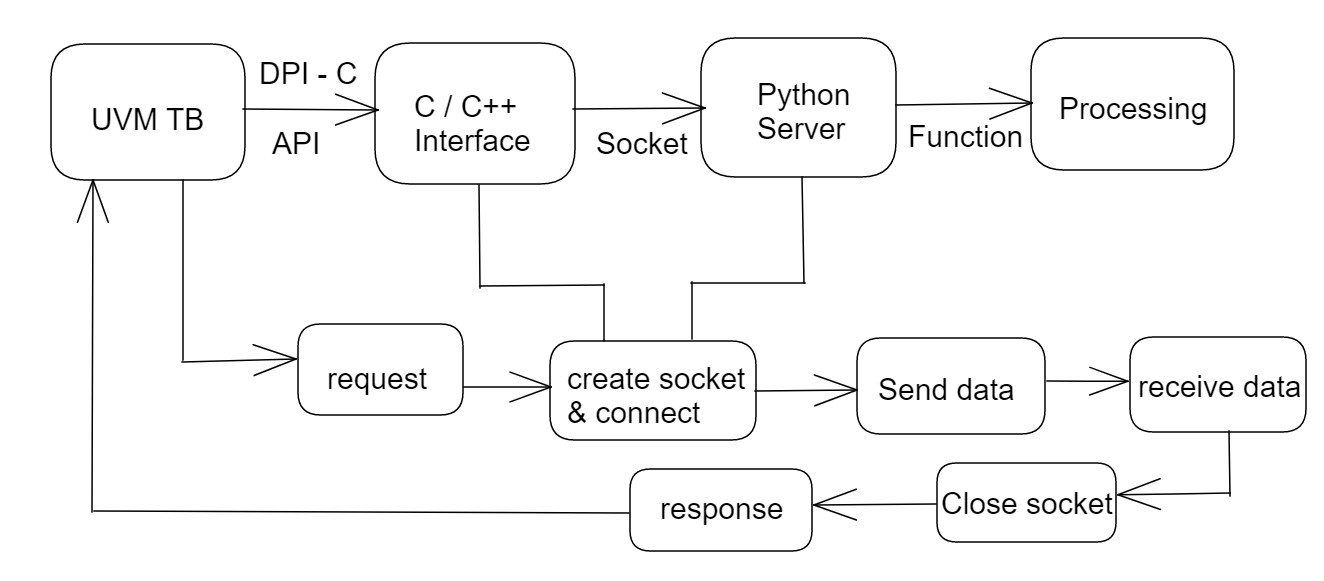 UVM TB
DPI - C
API
C / C++
Interface
Socket
Python
Server
Function
Processing
request
create socket
& connect
Send data
receive data
Close socket
response